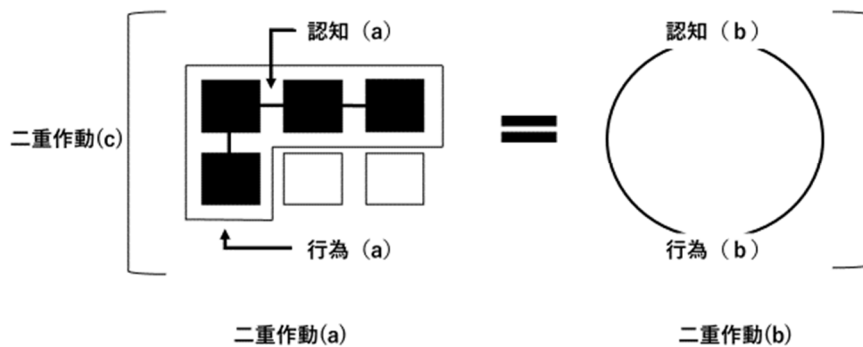 認知（a）
認知（b）
二重作動(c)
行為（a）
行為（b）
二重作動(a)
二重作動(b)